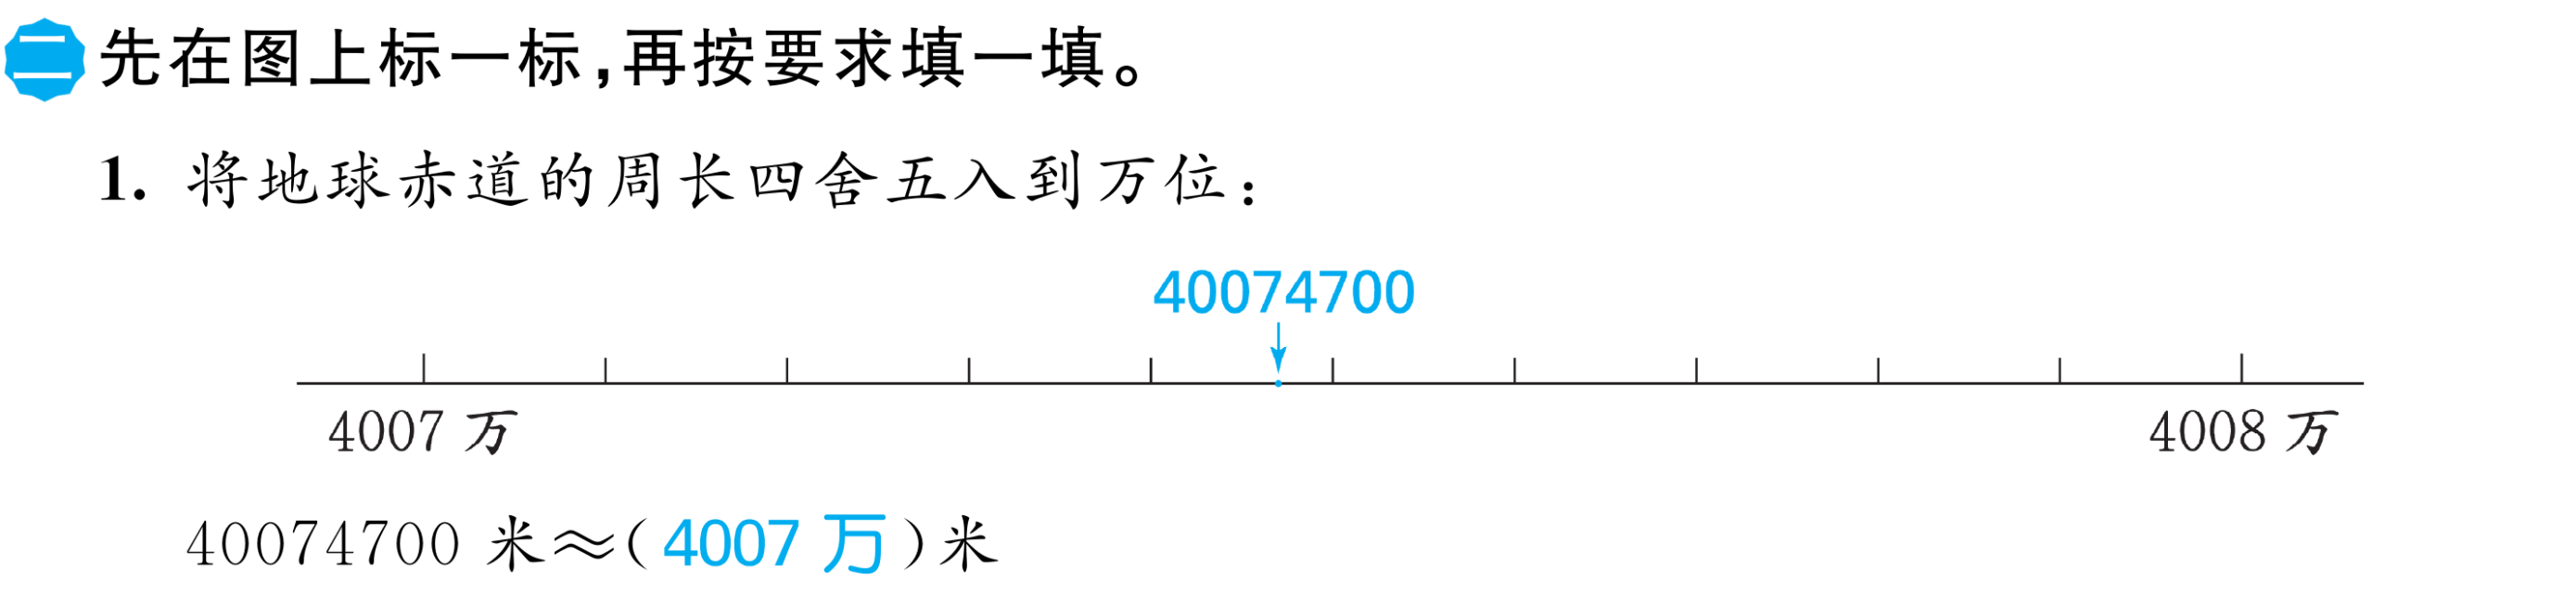 二 先在图上标一标,再按要求填一填。
1. 将地球赤道的周长四舍五入到万位:
40074700
4007 万 4008 万
40074700 米≈(4007 万)米